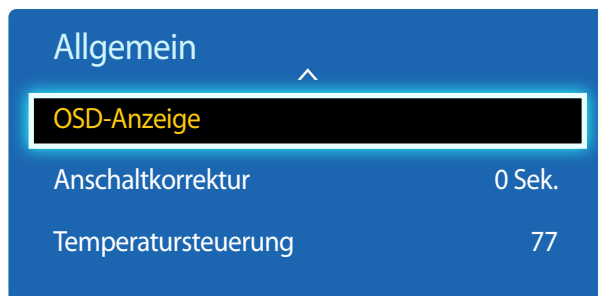 Allgemein
OSD-Anzeige
Anschaltkorrektur 0 Sek.
Temperatursteuerung 77